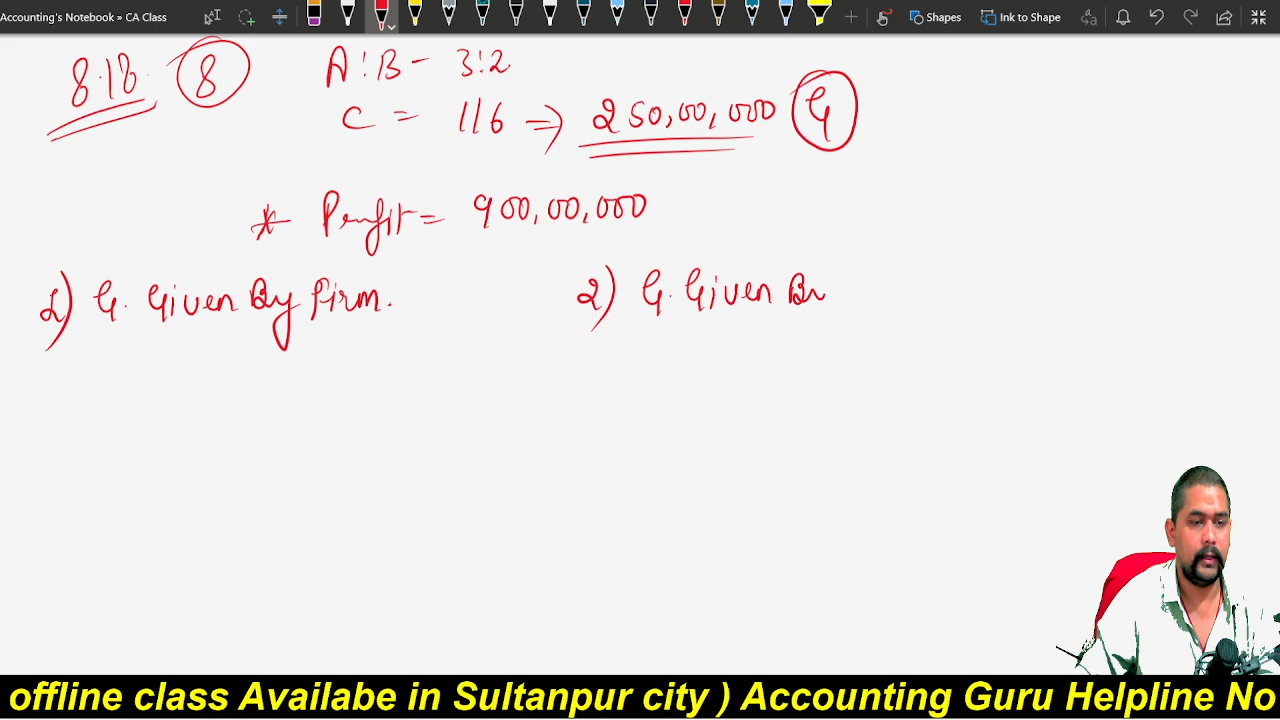 Accounting's Notebook » CA Class
Shapes
Ink to Shape
8.18. 8 A:B- 3:2
C = 1/6 ⇒ 250,00,000 G
* Profit = 900,00,000
1) G. Given By firm.
2) G. Given By
offline class Availabe in Sultanpur city ) Accounting Guru Helpline No